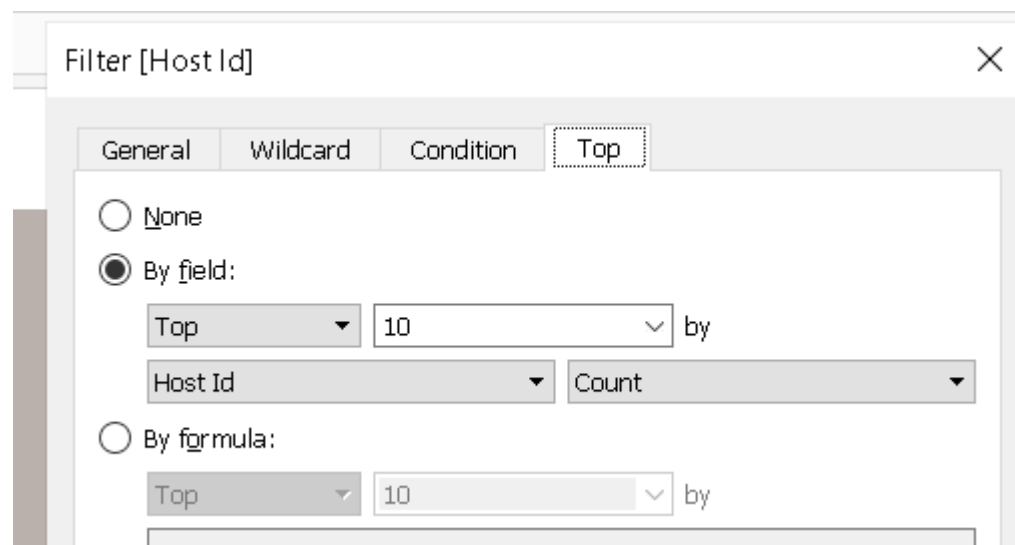 Filter [Host Id]
General Wildcard Condition Top
None
By field:
Top 10 by
Host Id Count
By formula:
Top 10 by